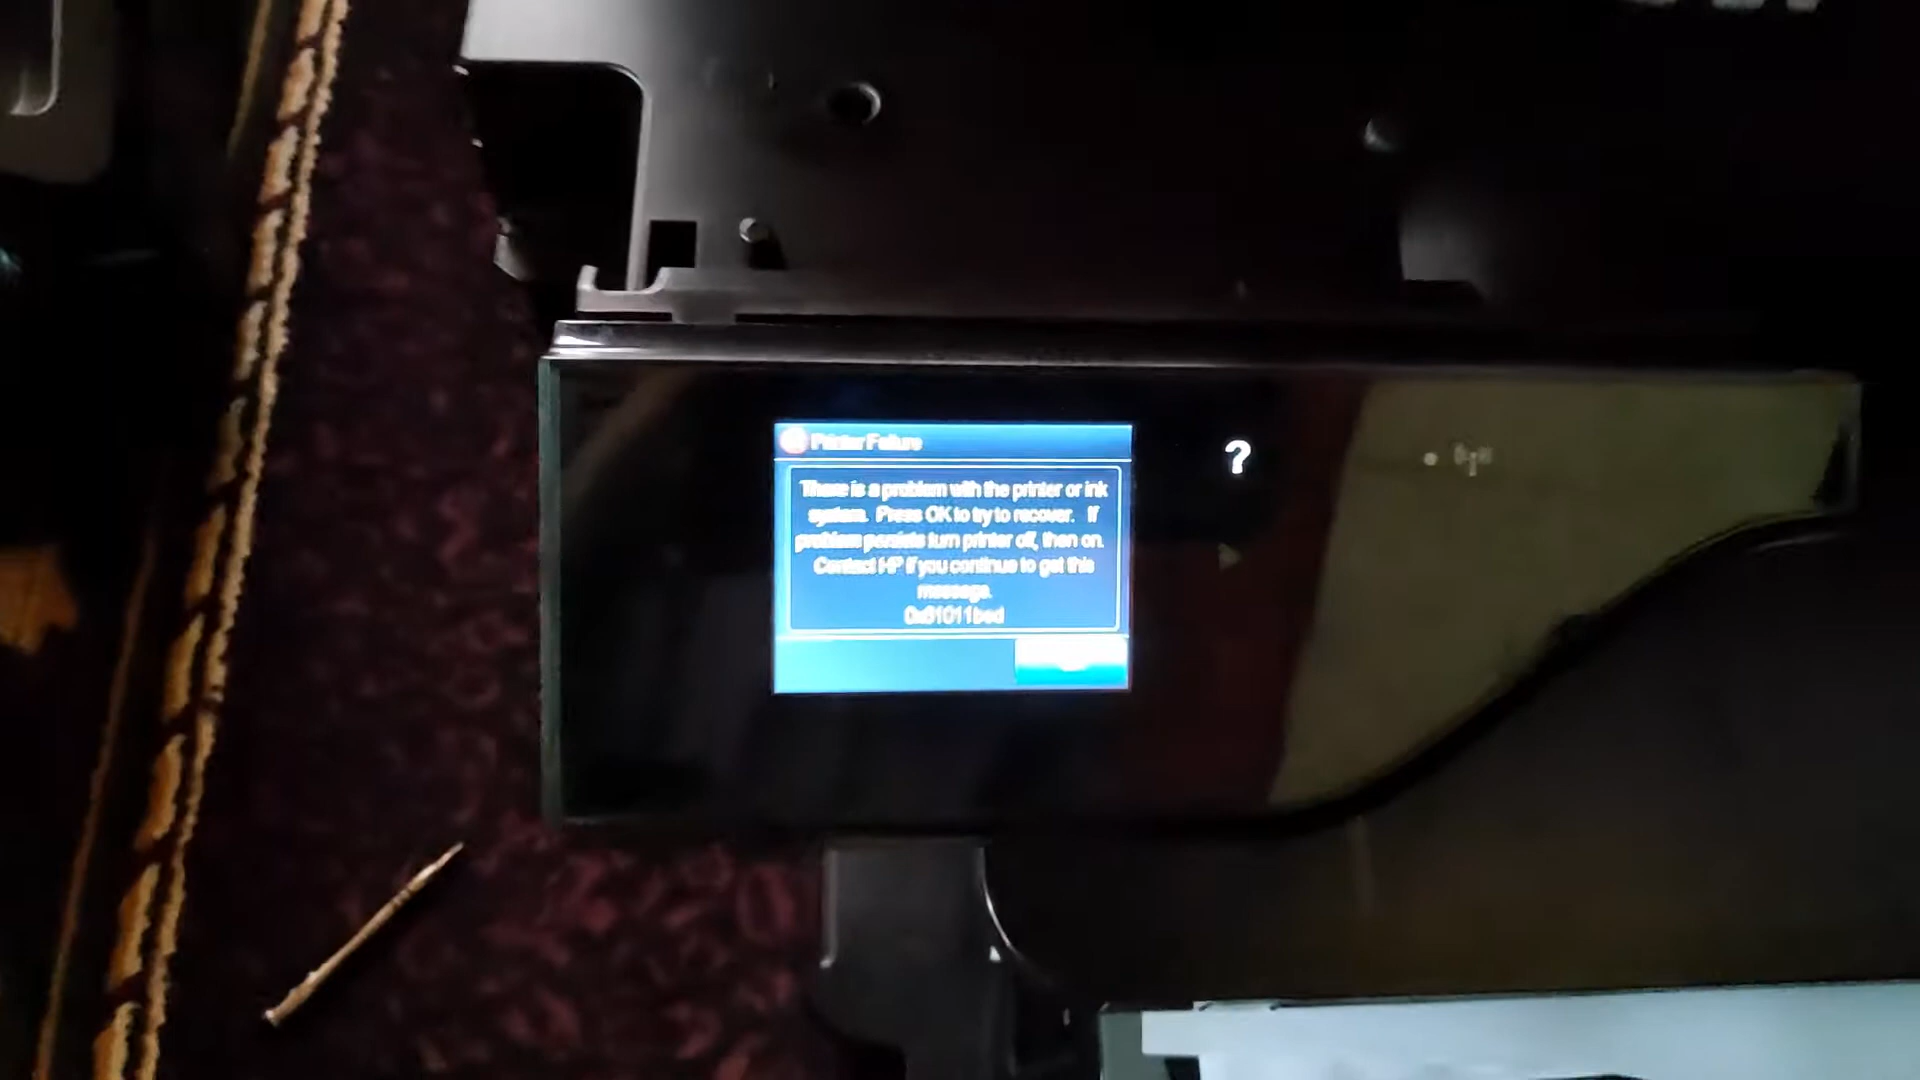 Printer Failure
There is a problem with the printer or ink
system. Press OK to try to recover. If
problem persists turn printer off, then on.
Contact HP if you continue to get this
message.
0x61011bed
?